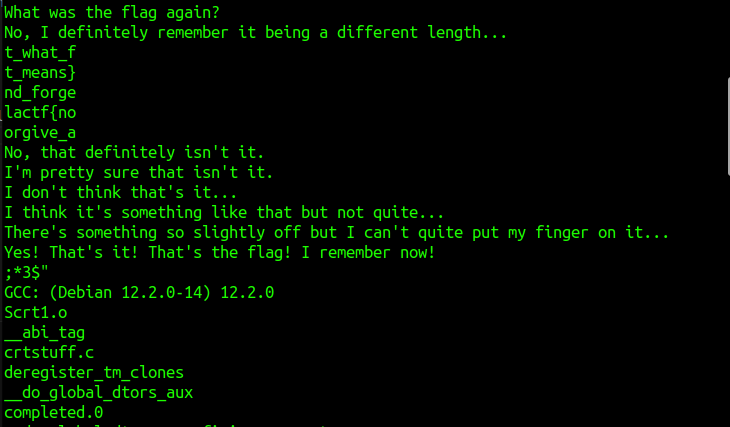 What was the flag again?
No, I definitely remember it being a different length...
t_what_f
t_means}
nd_forge
lactf{no
orgive_a
No, that definitely isn't it.
I'm pretty sure that isn't it.
I don't think that's it...
I think it's something like that but not quite...
There's something so slightly off but I can't quite put my finger on it...
Yes! That's it! That's the flag! I remember now!
;*3$"
GCC: (Debian 12.2.0-14) 12.2.0
Scrt1.o
__abi_tag
crtstuff.c
deregister_tm_clones
__do_global_dtors_aux
completed.0